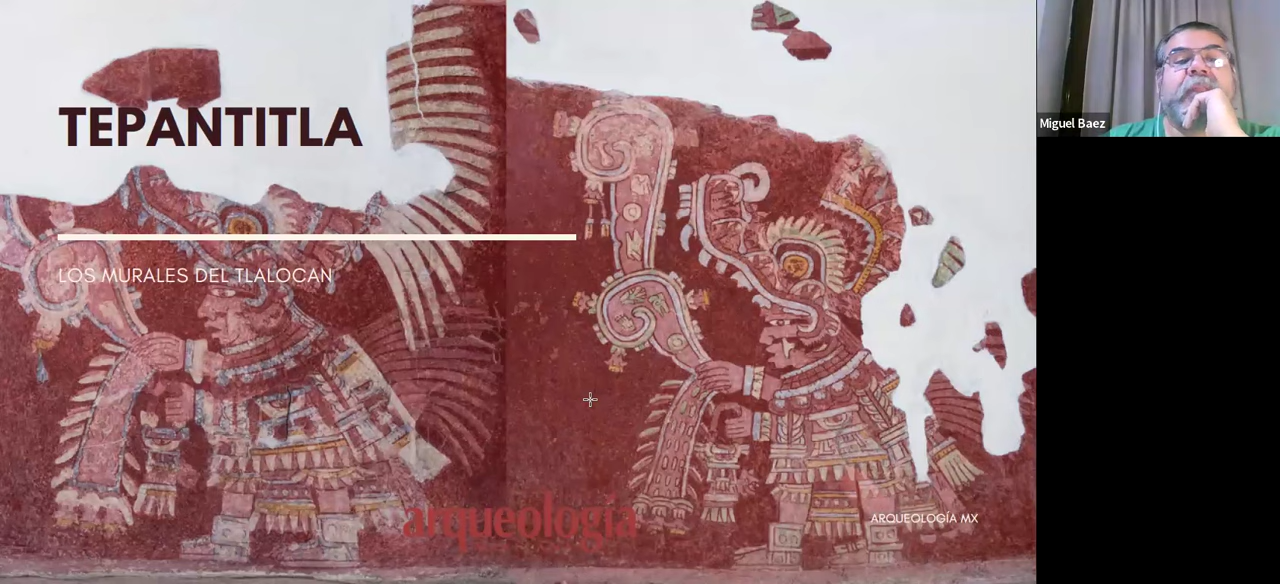 TEPANTITLA
LOS MURALES DEL TLALOCAN
arqueología
ARQUEOLOGÍA MX
Miguel Baez